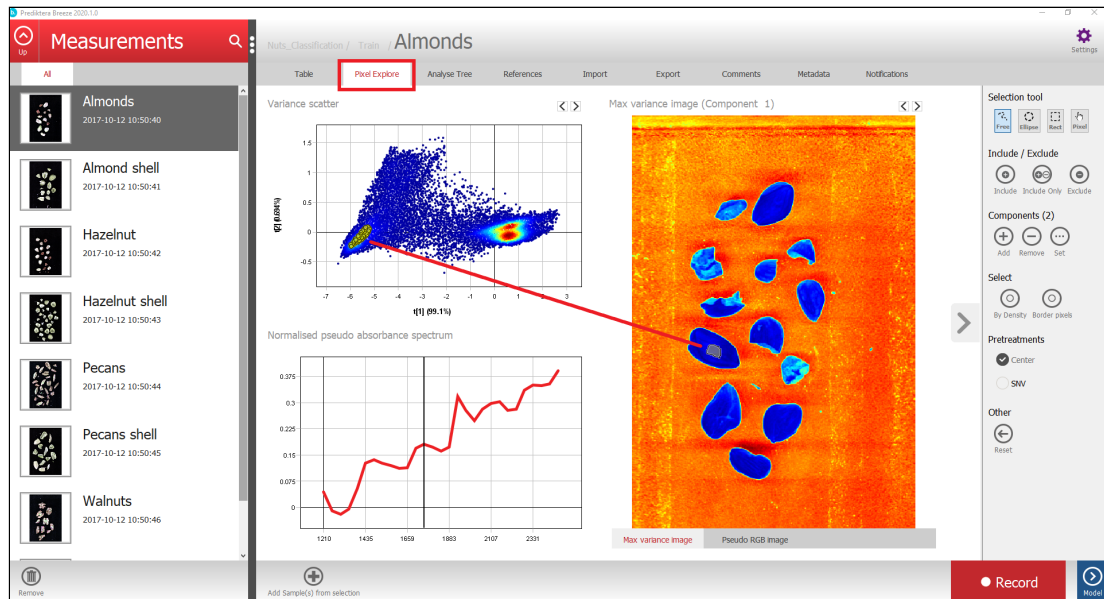 Prediktera Breeze 2020.1.0
Up
Measurements
Nuts_Classification / Train / Almonds
Settings
All
Table
Pixel Explore
Analyse Tree
References
Import
Export
Comments
Metadata
Notifications
Almonds
2017-10-12 10:50:40
Almond shell
2017-10-12 10:50:41
Hazelnut
2017-10-12 10:50:42
Hazelnut shell
2017-10-12 10:50:43
Pecans
2017-10-12 10:50:44
Pecans shell
2017-10-12 10:50:45
Walnuts
2017-10-12 10:50:46
Remove
Variance scatter
t[2] (0.694%)
1.5
1
0.5
0
-0.5
-7 -6 -5 -4 -3 -2 -1 0 1 2 3
t[1] (99.1%)
Normalised pseudo absorbance spectrum
0.375
0.3
0.225
0.15
0.075
0
1210 1435 1659 1883 2107 2331
Max variance image (Component 1)
Max variance image
Pseudo RGB image
Selection tool
Free Ellipse Rect Pixel
Include / Exclude
Include Include Only Exclude
Components (2)
Add Remove Set
Select
By Density Border pixels
Pretreatments
Center
SNV
Other
Reset
Add Sample(s) from selection
Record
Model